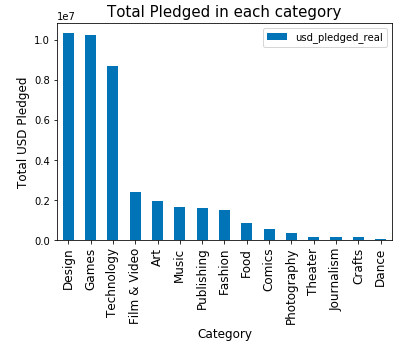 Total Pledged in each category
1e7
usd_pledged_real
1.0
0.8
0.6
0.4
0.2
0.0
Total USD Pledged
Design
Games
Technology
Film & Video
Art
Music
Publishing
Fashion
Food
Comics
Photography
Theater
Journalism
Crafts
Dance
Category